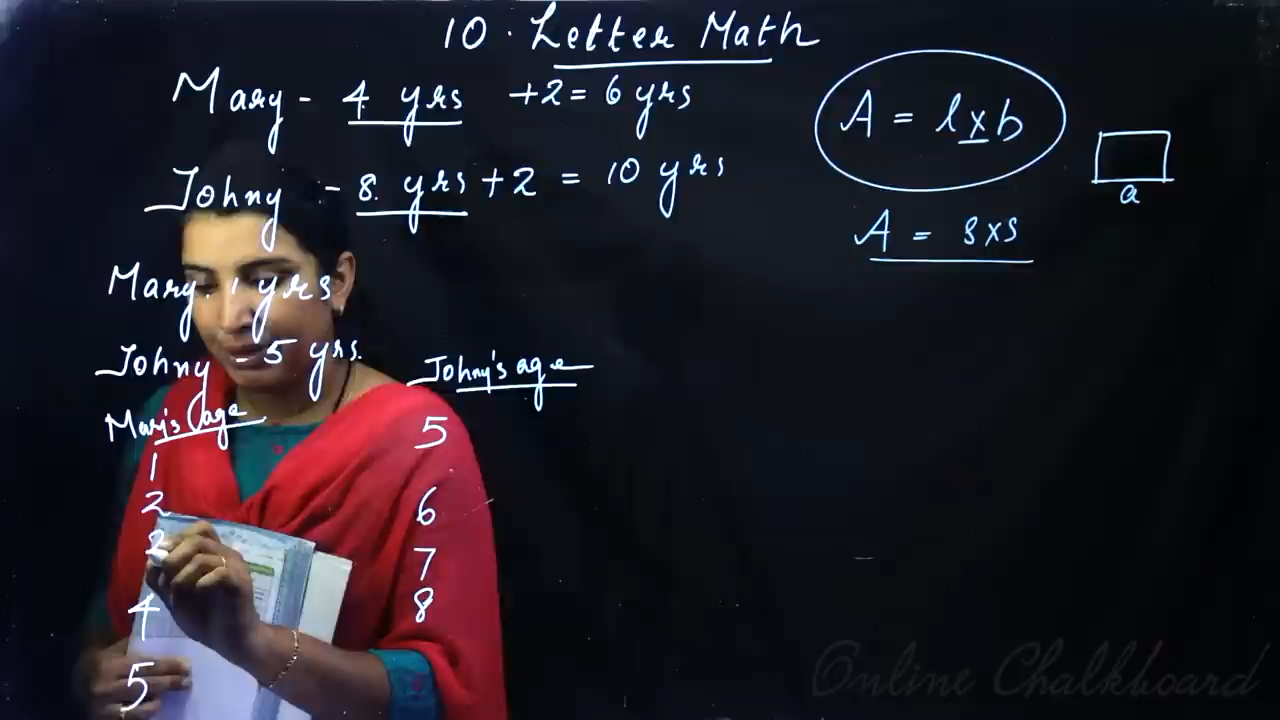 10. Letter Math
Mary - 4 yrs +2 = 6 yrs
Johny - 8 yrs + 2 = 10 yrs
A = l x b
a
A = s x s
Mary. 1 yrs
Johny - 5 yrs.
Mary's age
Johny's age
1
5
2
6
3
7
4
8
5
Online Chalkboard